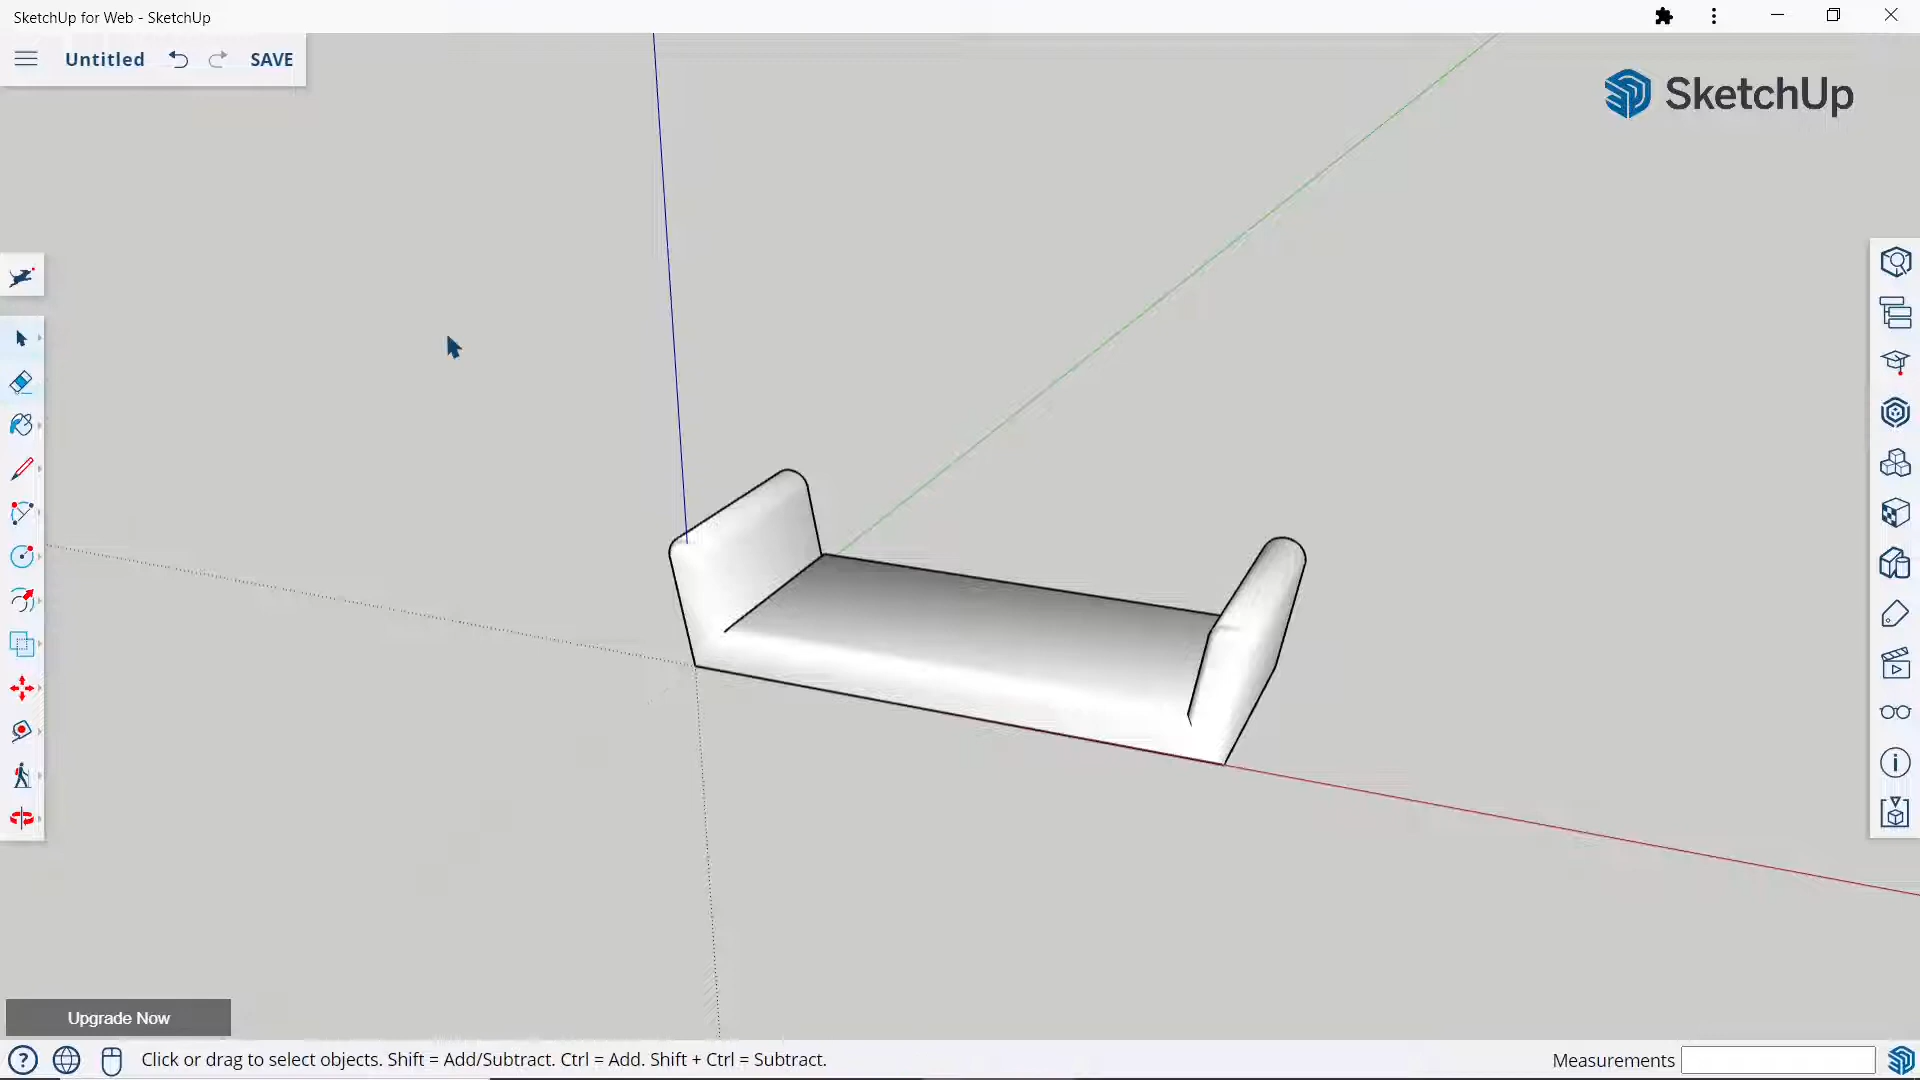 SketchUp for Web - SketchUp
Untitled
SAVE
SketchUp
Upgrade Now
Click or drag to select objects. Shift = Add/Subtract. Ctrl = Add. Shift + Ctrl = Subtract.
Measurements